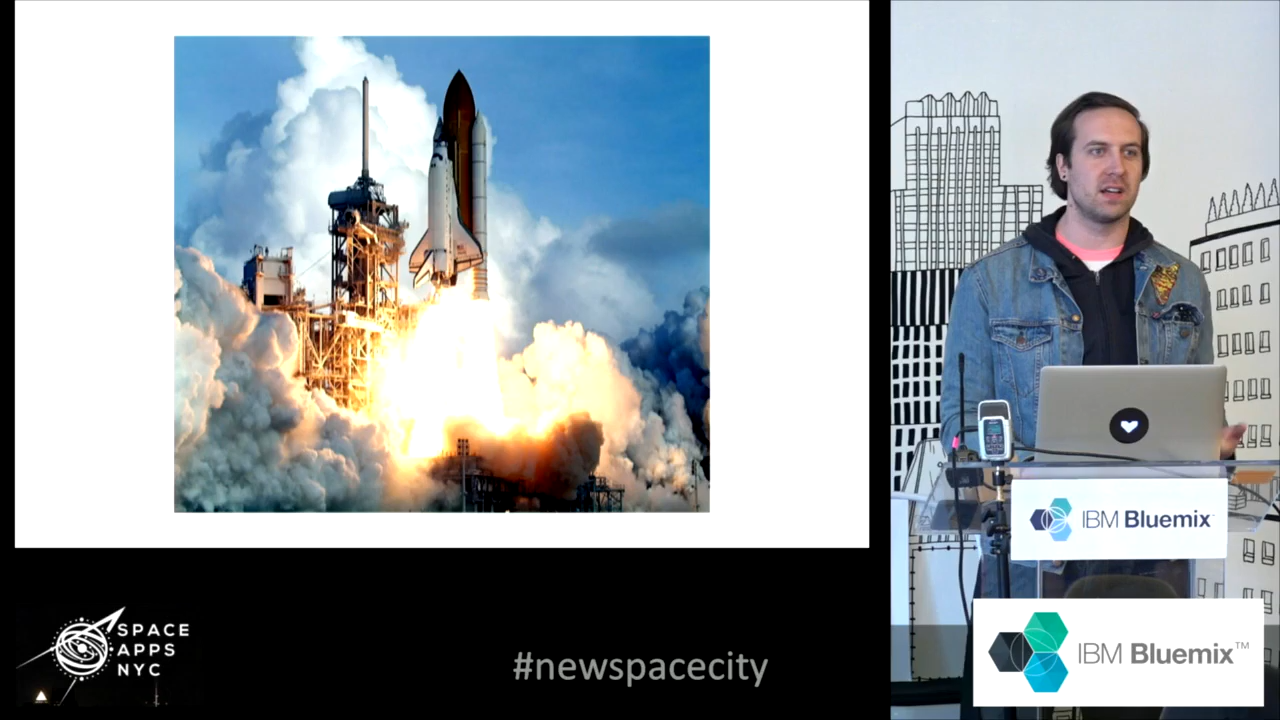 SPACE
APPS
NYC
#newspacecity
IBM Bluemix
IBM Bluemix™